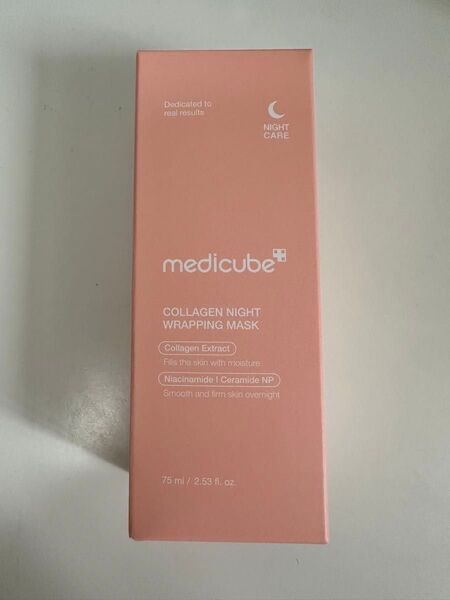 Dedicated to
real results
NIGHT
CARE
medicube
COLLAGEN NIGHT
WRAPPING MASK
Collagen Extract
Fills the skin with moisture
Niacinamide | Ceramide NP
Smooth and firm skin overnight
75 ml / 2.53 fl. oz.